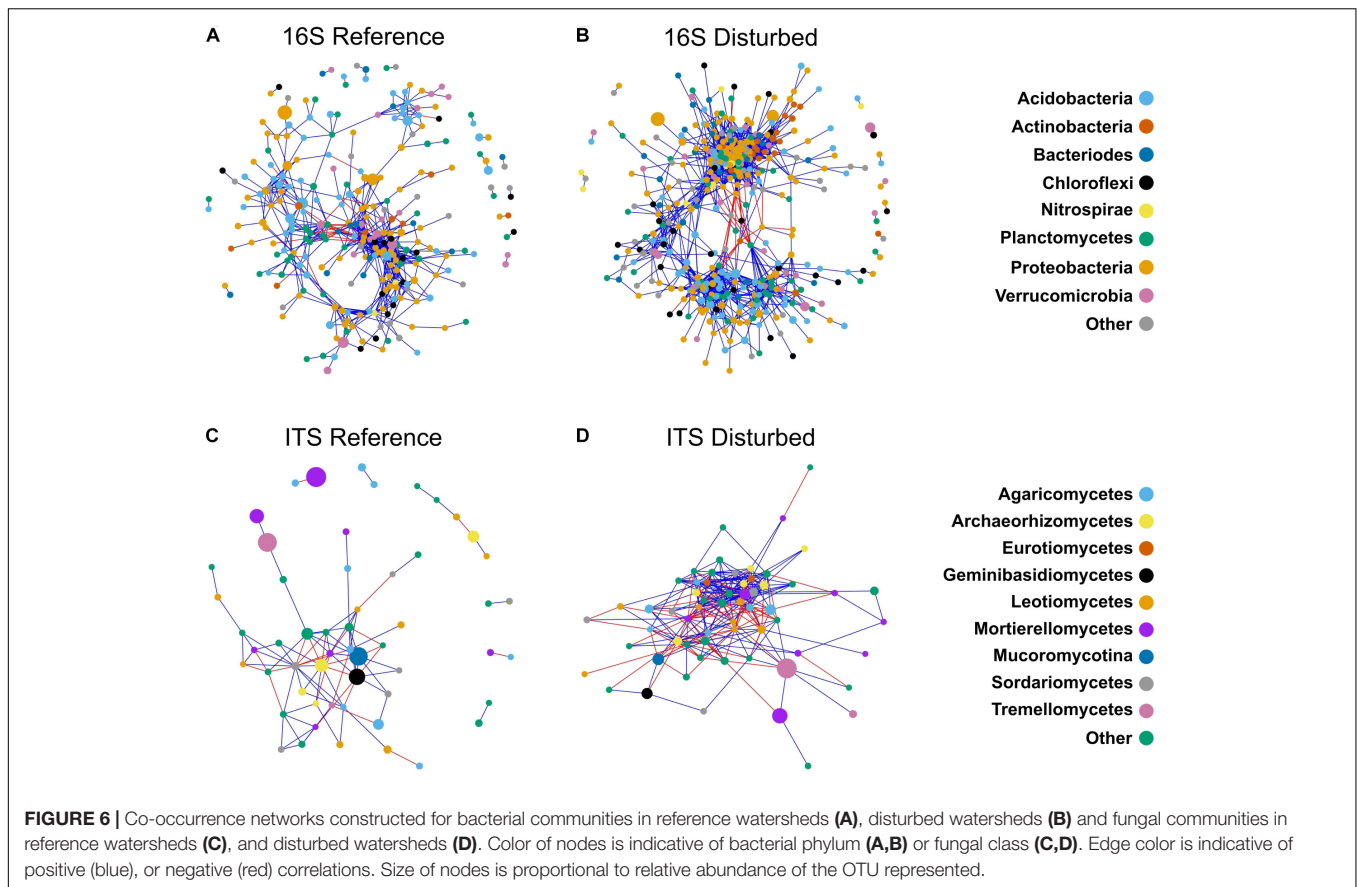 A 16S Reference
B 16S Disturbed
Acidobacteria
Actinobacteria
Bacteriodes
Chloroflexi
Nitrospirae
Planctomycetes
Proteobacteria
Verrucomicrobia
Other
C ITS Reference
D ITS Disturbed
Agaricomycetes
Archaeorhizomycetes
Eurotiomycetes
Geminibasidiomycetes
Leotiomycetes
Mortierellomycetes
Mucoromycotina
Sordariomycetes
Tremellomycetes
Other
FIGURE 6 | Co-occurrence networks constructed for bacterial communities in reference watersheds (A), disturbed watersheds (B) and fungal communities in
reference watersheds (C), and disturbed watersheds (D). Color of nodes is indicative of bacterial phylum (A,B) or fungal class (C,D). Edge color is indicative of
positive (blue), or negative (red) correlations. Size of nodes is proportional to relative abundance of the OTU represented.